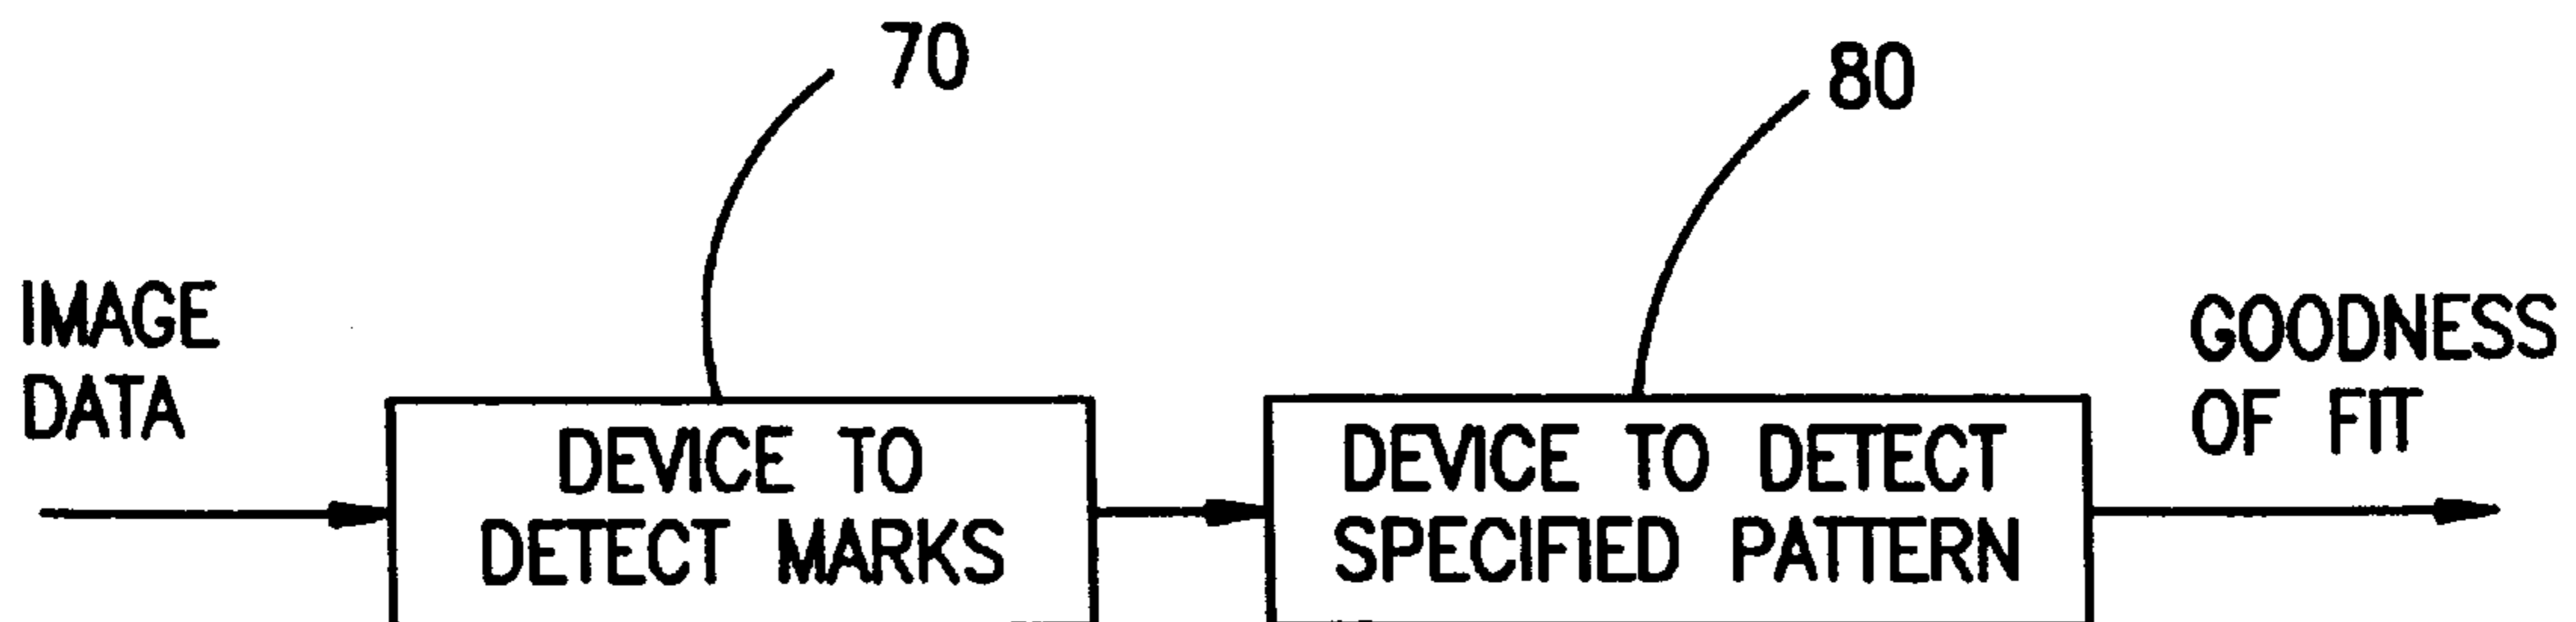 70
80
IMAGE
DATA
DEVICE TO
DETECT MARKS
DEVICE TO DETECT
SPECIFIED PATTERN
GOODNESS
OF FIT